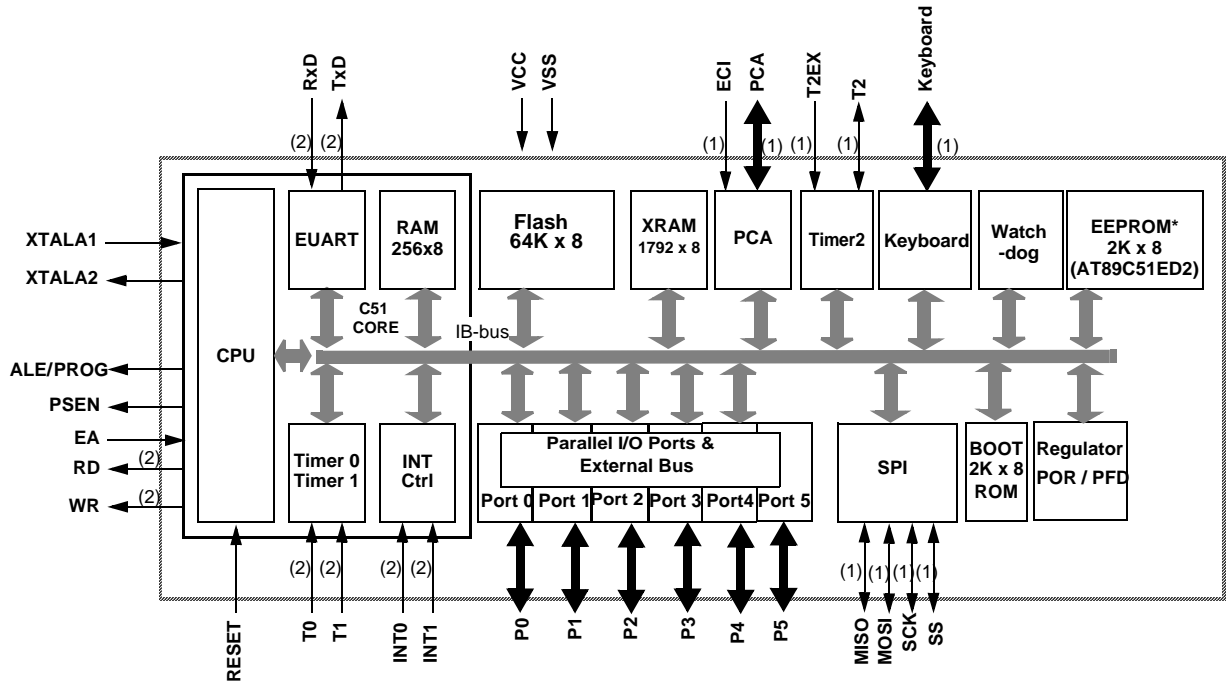 RxD
TxD
VCC
VSS
ECI
PCA
T2EX
T2
Keyboard
(2)
(2)
(1)
(1)
(1)
(1)
(1)
XTALA1
XTALA2
ALE/PROG
PSEN
EA
RD
(2)
WR
(2)
CPU
EUART
RAM
256x8
C51
CORE
IB-bus
Flash
64K x 8
XRAM
1792 x 8
PCA
Timer2
Keyboard
Watch
-dog
EEPROM*
2K x 8
(AT89C51ED2)
Timer 0
Timer 1
INT
Ctrl
Parallel I/O Ports &
External Bus
Port 0
Port 1
Port 2
Port 3
Port4
Port 5
SPI
BOOT
2K x 8
ROM
Regulator
POR / PFD
(2)
(2)
(2)
(2)
(1)
(1)
(1)
(1)
RESET
T0
T1
INT0
INT1
P0
P1
P2
P3
P4
P5
MISO
MOSI
SCK
SS